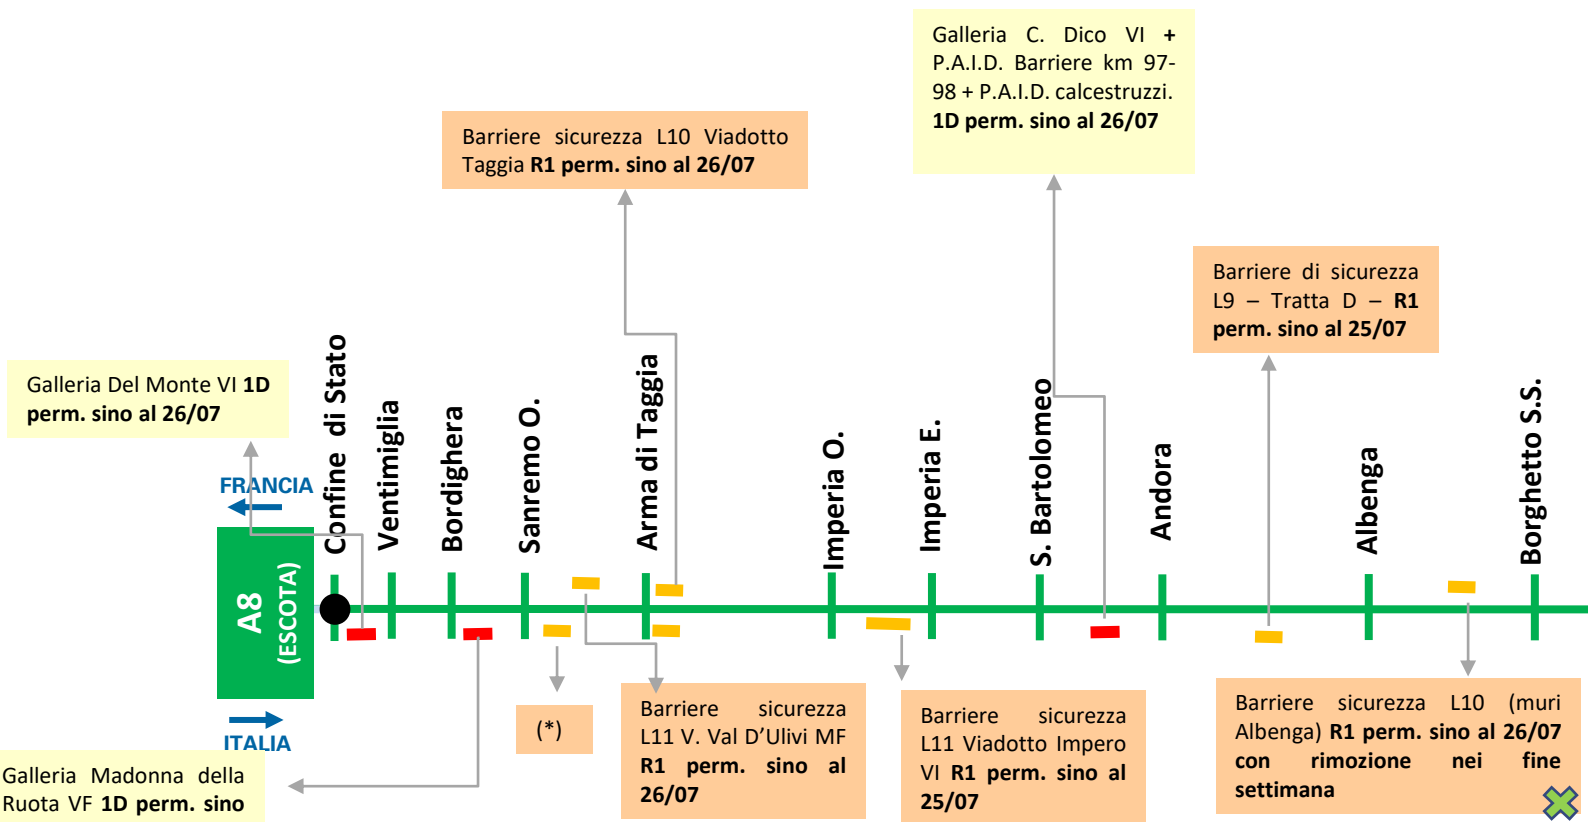 Galleria C. Dico VI +
P.A.I.D. Barriere km 97-
98 + P.A.I.D. calcestruzzi.
1D perm. sino al 26/07
Barriere sicurezza L10 Viadotto
Taggia R1 perm. sino al 26/07
Barriere di sicurezza
L9 – Tratta D – R1
perm. sino al 25/07
Galleria Del Monte VI 1D
perm. sino al 26/07
FRANCIA
A8
(ESCOTA)
ITALIA
Confine di Stato
Ventimiglia
Bordighera
Sanremo O.
Arma di Taggia
Imperia O.
Imperia E.
S. Bartolomeo
Andora
Albenga
Borghetto S.S.
Galleria Madonna della
Ruota VF 1D perm. sino
(*)
Barriere sicurezza
L11 V. Val D'Ulivi MF
R1 perm. sino al
26/07
Barriere sicurezza
L11 Viadotto Impero
VI R1 perm. sino al
25/07
Barriere sicurezza L10 (muri
Albenga) R1 perm. sino al 26/07
con rimozione nei fine
settimana